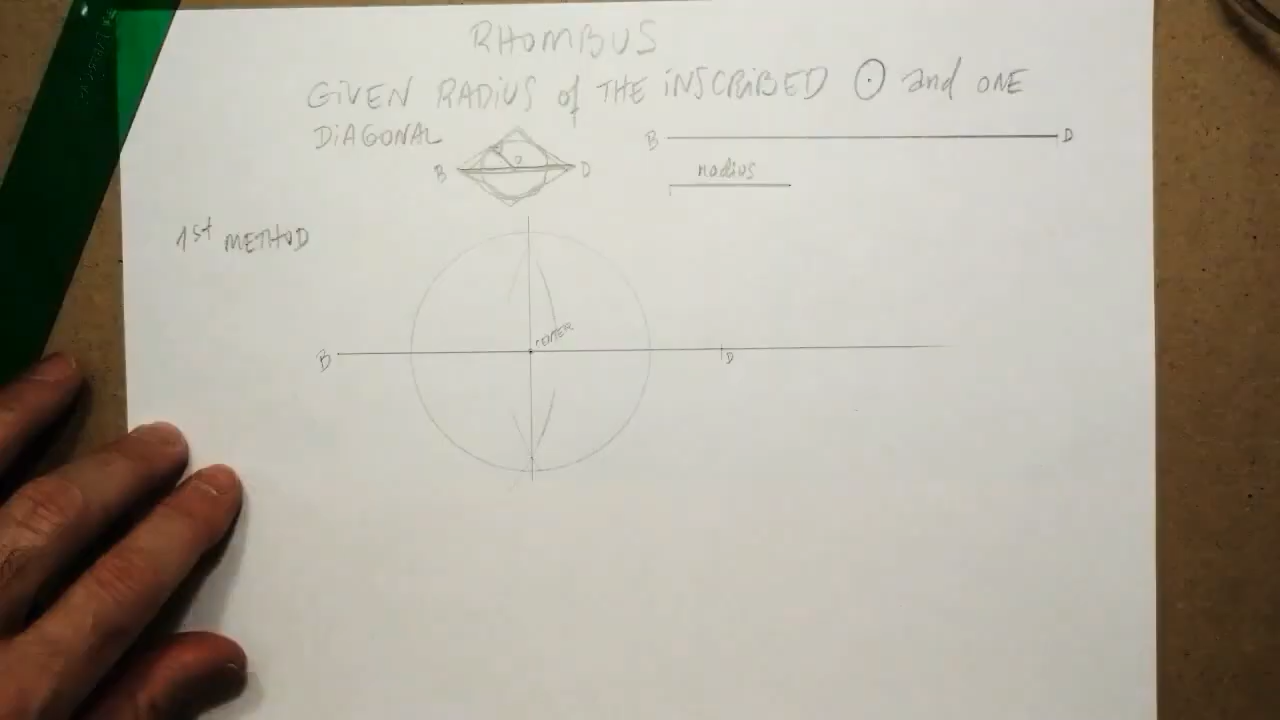 RHOMBUS
GIVEN RADIUS of THE INSCRIBED ⊙ and ONE
DIAGONAL
B D
radius
B O D
1st METHOD
CENTER
B D